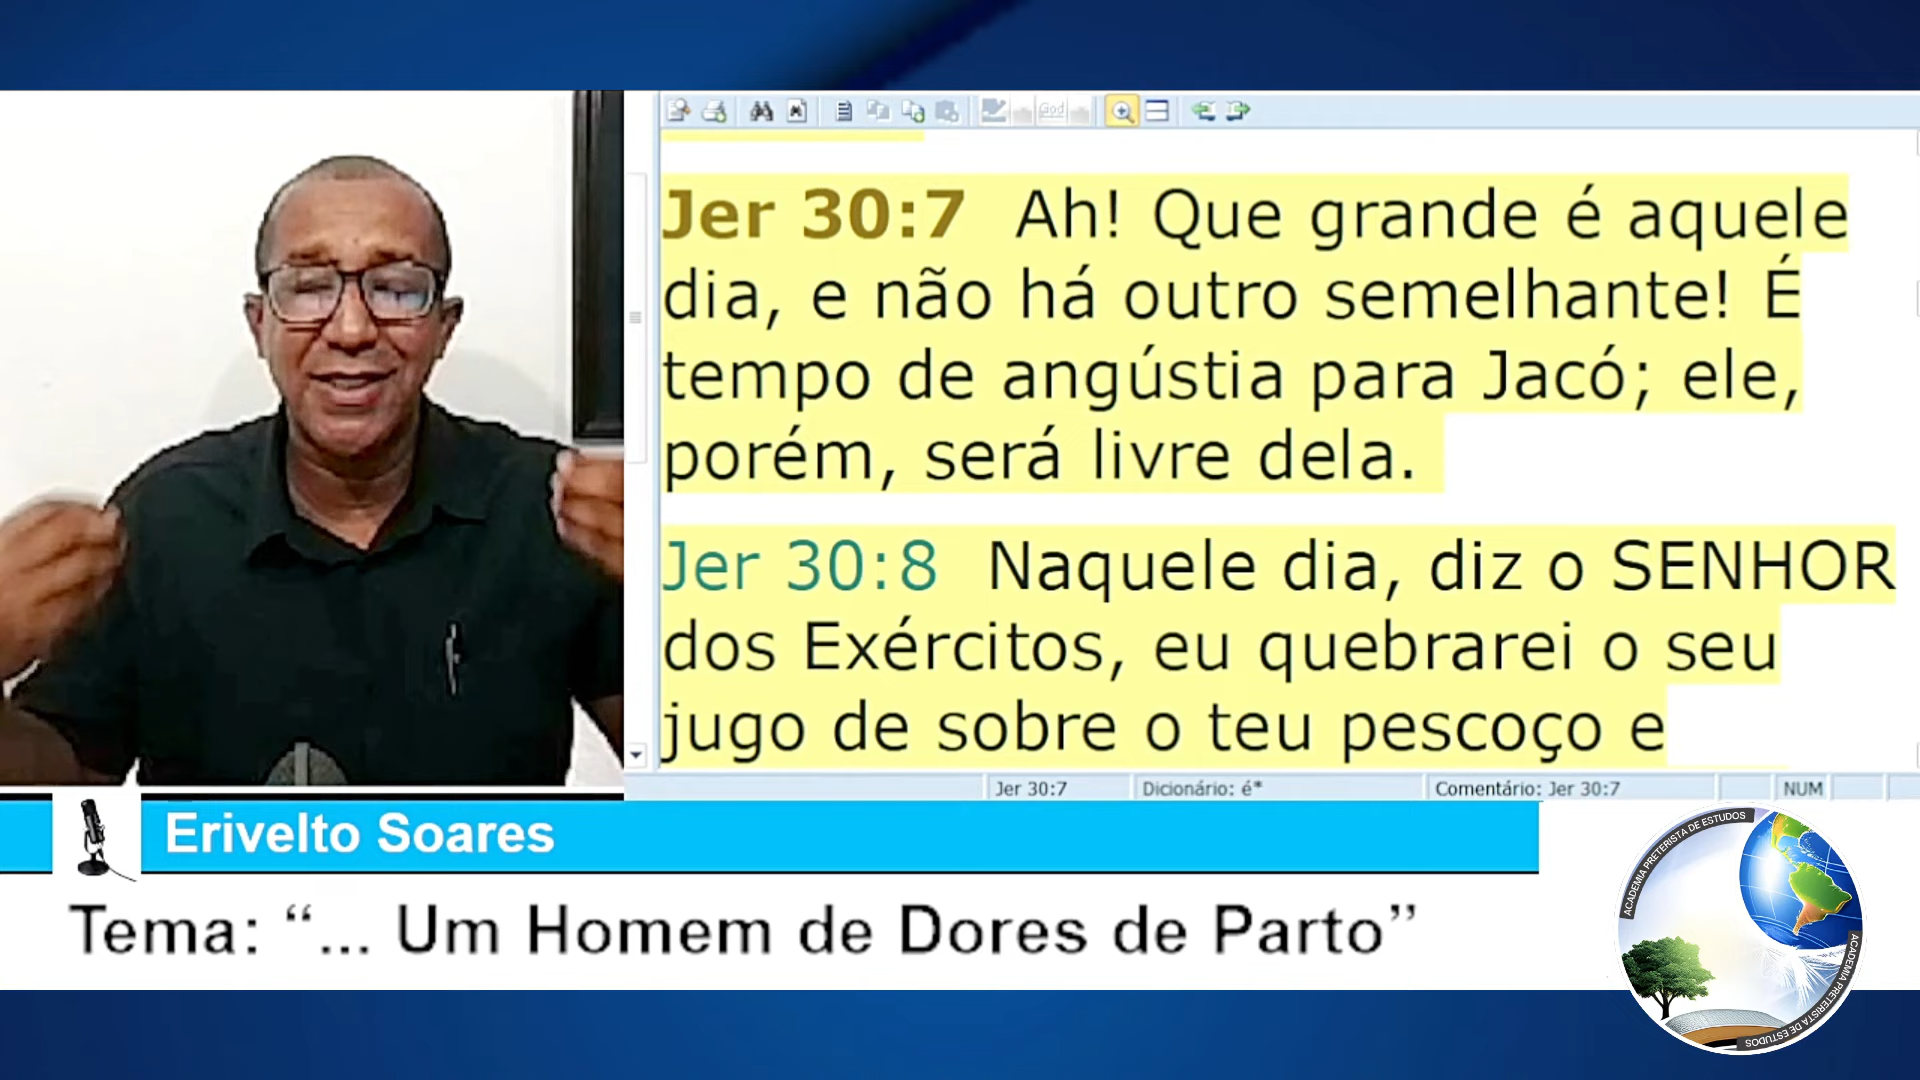 God
Jer 30:7 Ah! Que grande é aquele
dia, e não há outro semelhante! É
tempo de angústia para Jacó; ele,
porém, será livre dela.
Jer 30:8 Naquele dia, diz o SENHOR
dos Exércitos, eu quebrarei o seu
jugo de sobre o teu pescoço e
Jer 30:7 Dicionário: é* Comentário: Jer 30:7 NUM
Erivelto Soares
Tema: “... Um Homem de Dores de Parto”
ACADEMIA PRETERISTA DE ESTUDOS
ACADEMIA PRETERISTA DE ESTUDOS